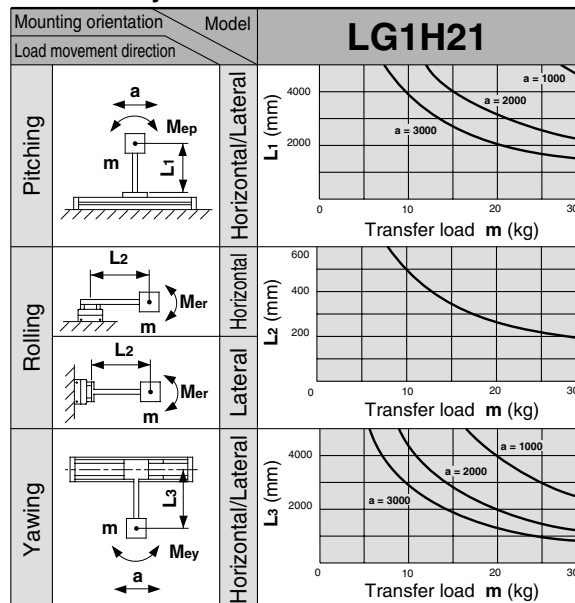 Mounting orientation Model
Load movement direction
LG1H21
Pitching
a
Mep
m
L1
Horizontal/Lateral
L1 (mm)
4000
2000
a = 1000
a = 2000
a = 3000
0 10 20 30
Transfer load m (kg)
Rolling
L2
Mer
m
Horizontal
L2
Mer
m
Lateral
L2 (mm)
600
400
200
0 10 20 30
Transfer load m (kg)
Yawing
L3
m
Mey
a
Horizontal/Lateral
L3 (mm)
4000
2000
a = 1000
a = 2000
a = 3000
0 10 20 30
Transfer load m (kg)